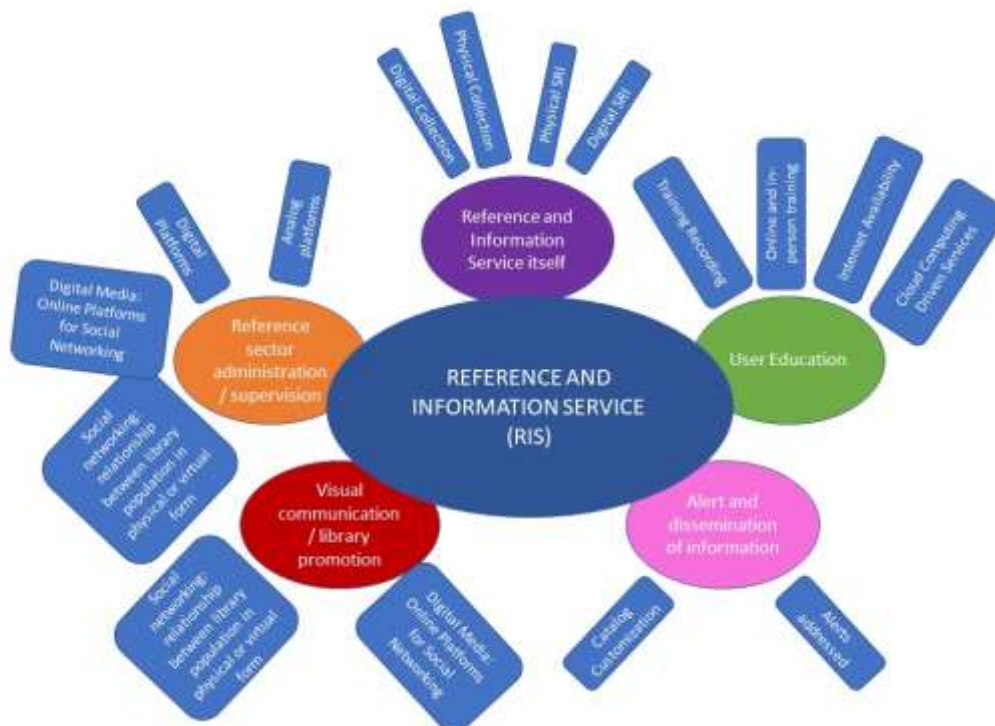 Digital Collection
Physical Collection
Physical SRI
Digital SRI
Reference and
Information
Service itself
Training Recording
Online and in-
person training
Internet Availability
Cloud Computing
Driven Services
User Education
Digital
Platforms
Analog
platforms
Digital Media:
Online Platforms
for Social
Networking
Reference
sector
administration
/ supervision
Social
networking:
relationship
between library
population in
physical or virtual
form
REFERENCE AND
INFORMATION SERVICE
(RIS)
Visual
communication
/ library
promotion
Social
networking:
relationship
between library
population in
physical or virtual
form
Digital Media:
Online Platforms
for Social
Networking
Alert and
dissemination
of information
Catalog
Customization
Alerts
addressed